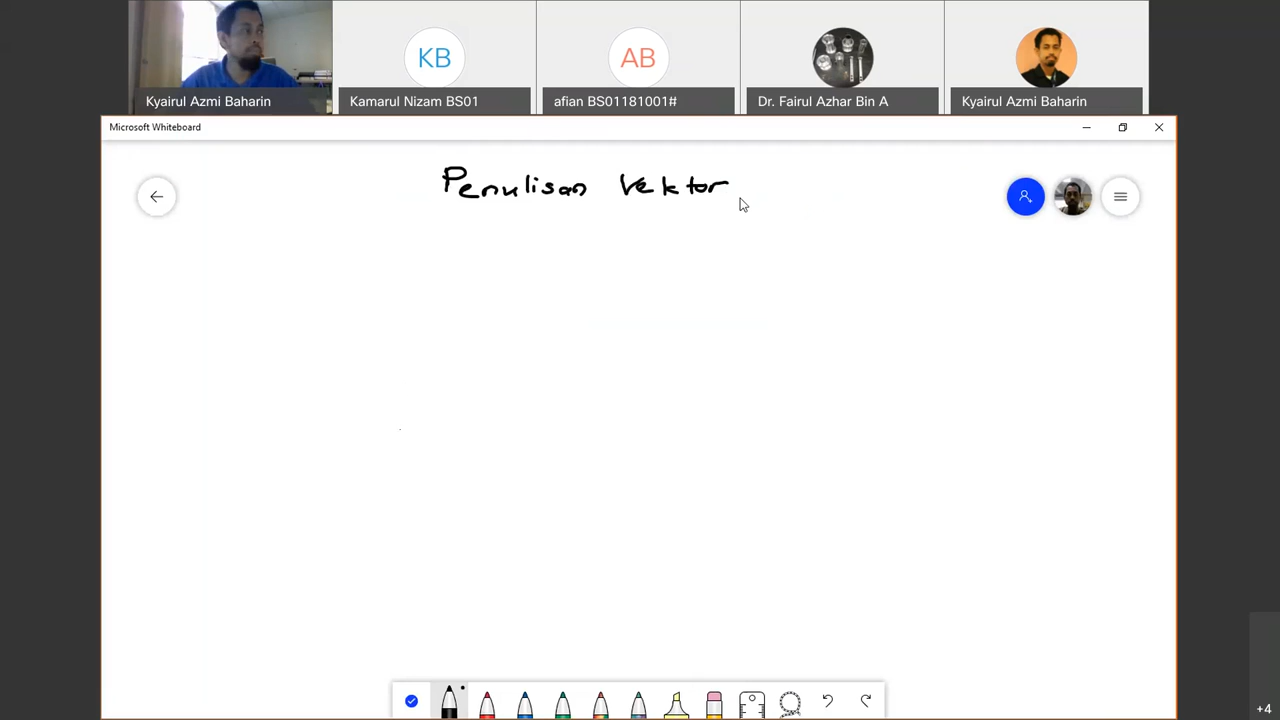 Kyairul Azmi Baharin
KB
Kamarul Nizam BS01
AB
afian BS01181001#
Dr. Fairul Azhar Bin A
Kyairul Azmi Baharin
Microsoft Whiteboard
Penulisan Vektor
+4